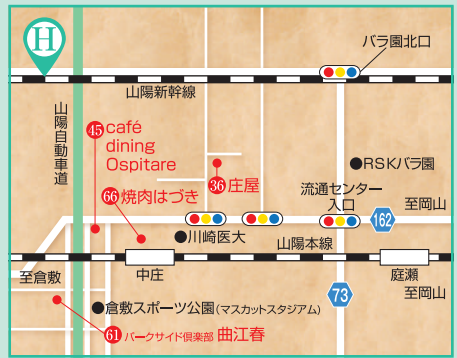 H
バラ園北口
山陽新幹線
山陽自動車道
45 café
dining
Ospitare
RSKバラ園
36 庄屋
66 焼肉はづき
流通センター
入口
至岡山
162
川崎医大
山陽本線
至倉敷
中庄
庭瀬
73
至岡山
倉敷スポーツ公園(マスカットスタジアム)
61 パークサイド倶楽部 曲江春